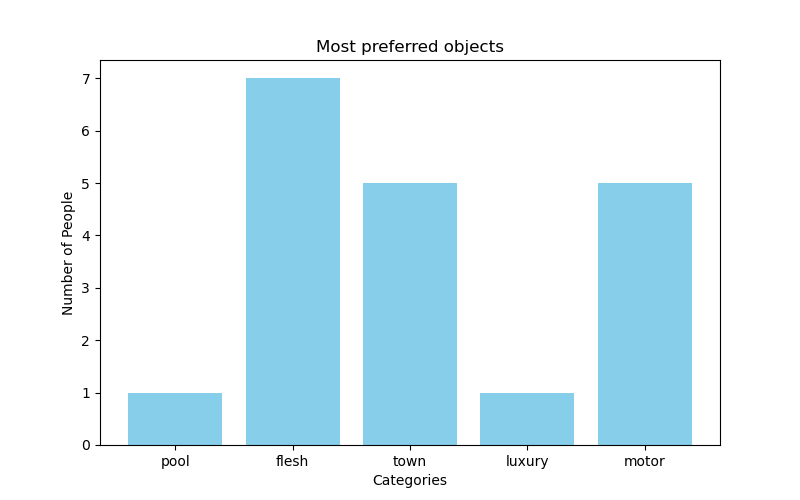 Most preferred objects
Number of People
7
6
5
4
3
2
1
0
pool flesh town luxury motor
Categories